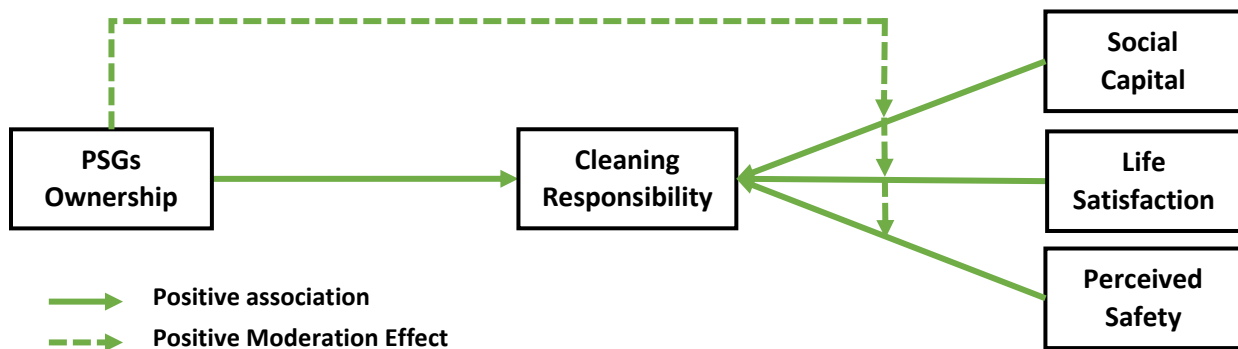 PSGs
Ownership
Cleaning
Responsibility
Social
Capital
Life
Satisfaction
Perceived
Safety
Positive association
Positive Moderation Effect